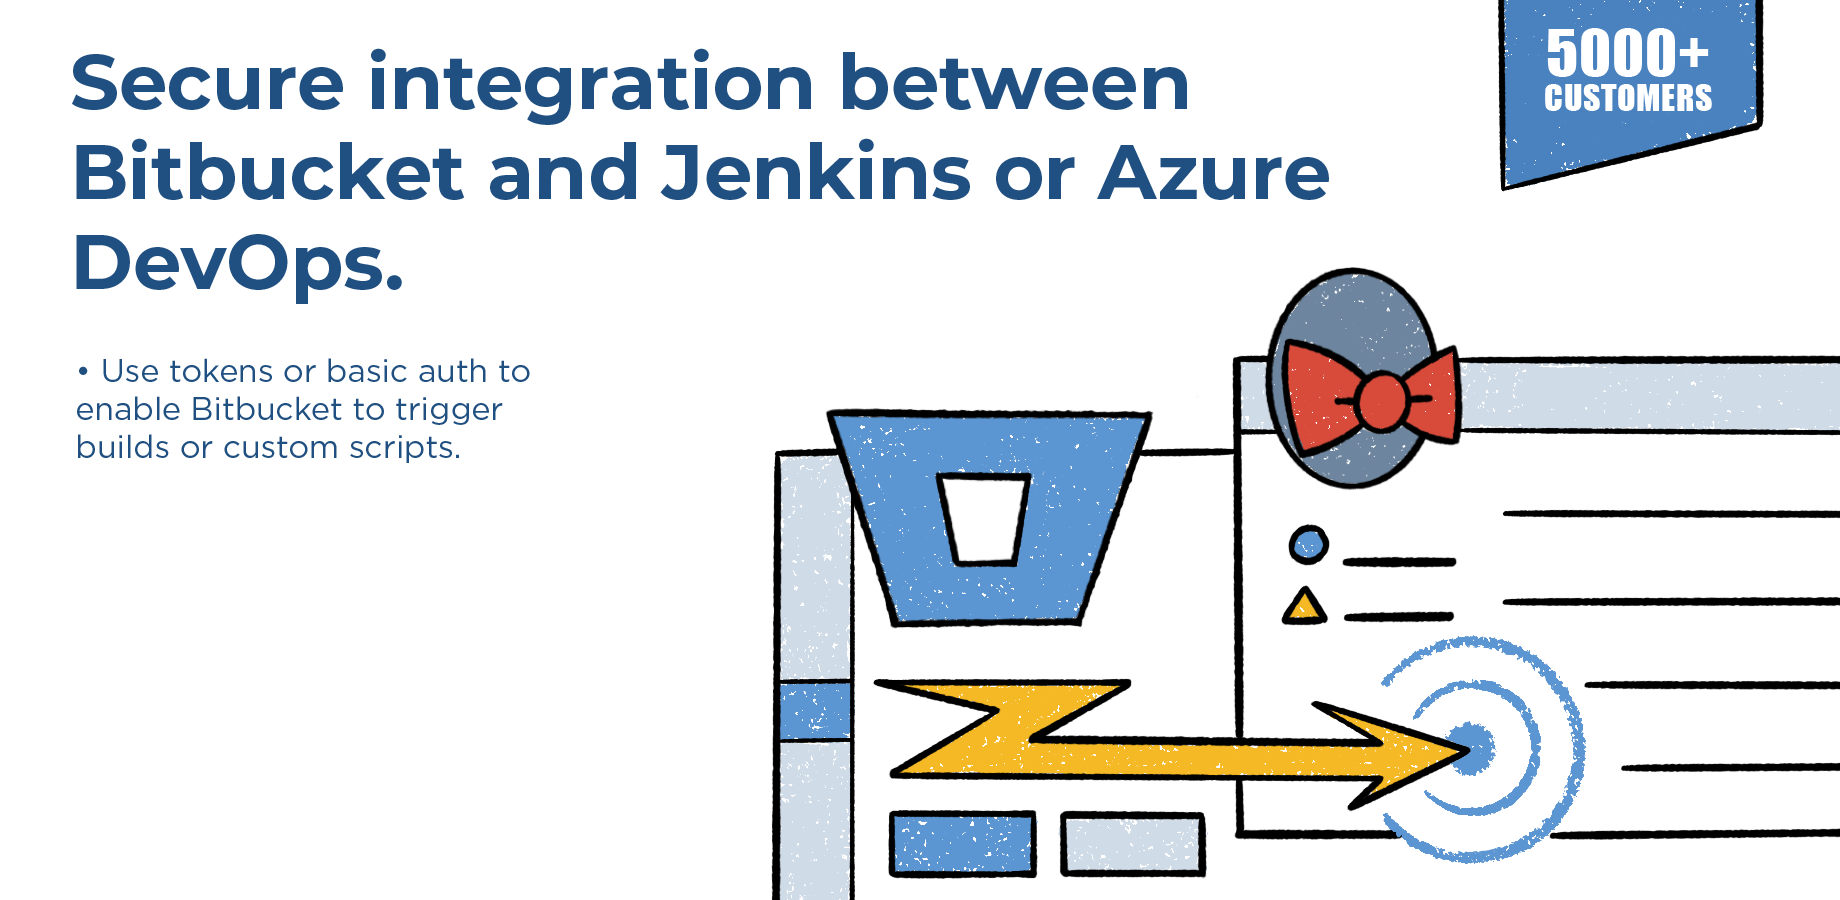 Secure integration between
Bitbucket and Jenkins or Azure
DevOps.
5000+
CUSTOMERS
• Use tokens or basic auth to
enable Bitbucket to trigger
builds or custom scripts.